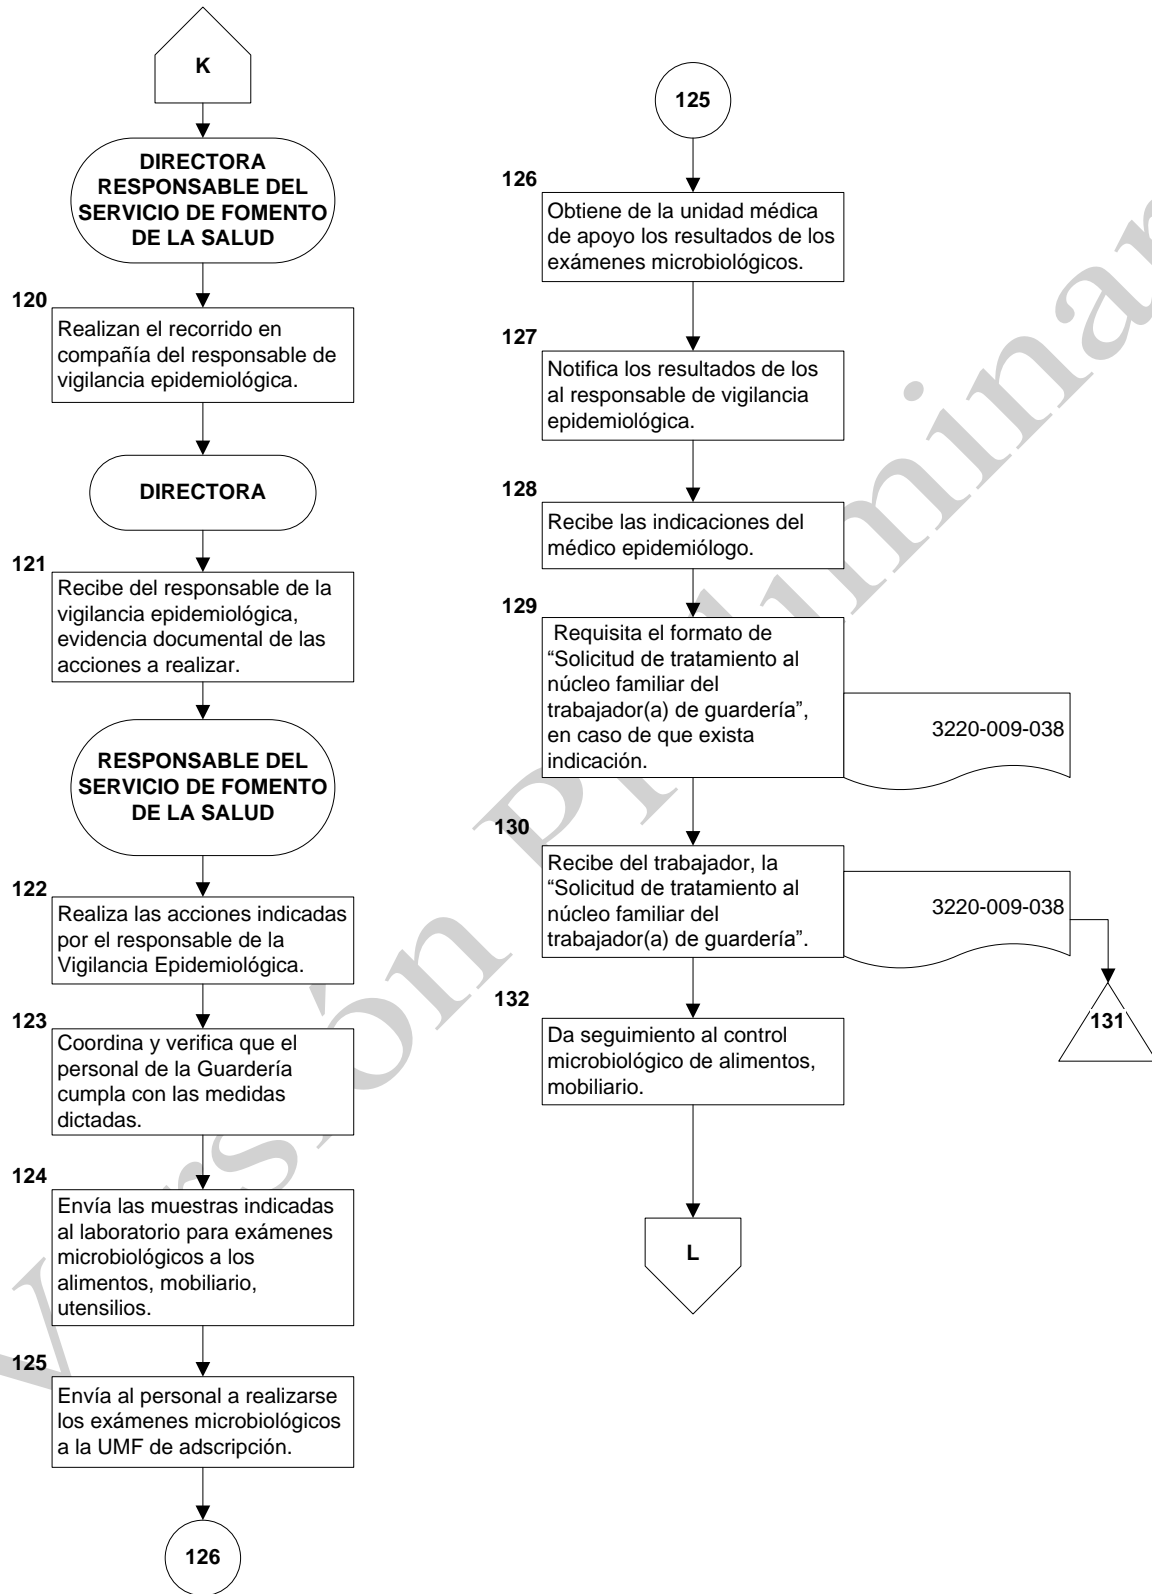 K
DIRECTORA
RESPONSABLE DEL
SERVICIO DE FOMENTO
DE LA SALUD
120
Realizan el recorrido en
compañía del responsable de
vigilancia epidemiológica.
DIRECTORA
121
Recibe del responsable de la
vigilancia epidemiológica,
evidencia documental de las
acciones a realizar.
RESPONSABLE DEL
SERVICIO DE FOMENTO
DE LA SALUD
122
Realiza las acciones indicadas
por el responsable de la
Vigilancia Epidemiológica.
123
Coordina y verifica que el
personal de la Guardería
cumpla con las medidas
dictadas.
124
Envía las muestras indicadas
al laboratorio para exámenes
microbiológicos a los
alimentos, mobiliario,
utensilios.
125
Envía al personal a realizarse
los exámenes microbiológicos
a la UMF de adscripción.
126
125
126
Obtiene de la unidad médica
de apoyo los resultados de los
exámenes microbiológicos.
127
Notifica los resultados de los
al responsable de vigilancia
epidemiológica.
128
Recibe las indicaciones del
médico epidemiólogo.
129
Requisita el formato de
“Solicitud de tratamiento al
núcleo familiar del
trabajador(a) de guardería”,
en caso de que exista
indicación.
3220-009-038
130
Recibe del trabajador, la
“Solicitud de tratamiento al
núcleo familiar del
trabajador(a) de guardería”.
3220-009-038
131
132
Da seguimiento al control
microbiológico de alimentos,
mobiliario.
L
Versión Preliminar